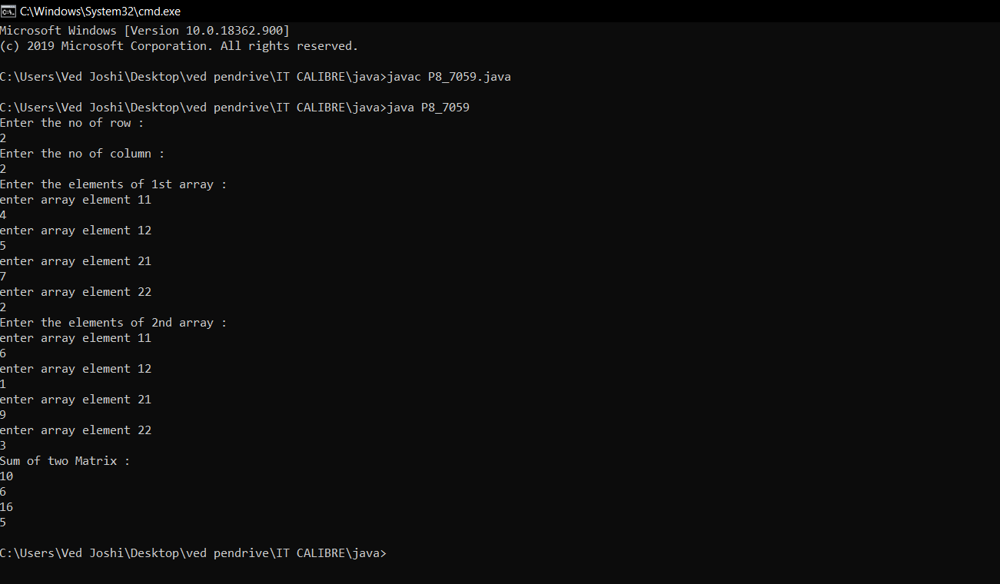 C:\Windows\System32\cmd.exe
Microsoft Windows [Version 10.0.18362.900]
(c) 2019 Microsoft Corporation. All rights reserved.
C:\Users\Ved Joshi\Desktop\ved pendrive\IT CALIBRE\java>javac P8_7059.java
C:\Users\Ved Joshi\Desktop\ved pendrive\IT CALIBRE\java>java P8_7059
Enter the no of row :
2
Enter the no of column :
2
Enter the elements of 1st array :
enter array element 11
4
enter array element 12
5
enter array element 21
7
enter array element 22
2
Enter the elements of 2nd array :
enter array element 11
6
enter array element 12
1
enter array element 21
9
enter array element 22
3
Sum of two Matrix :
10
6
16
5
C:\Users\Ved Joshi\Desktop\ved pendrive\IT CALIBRE\java>